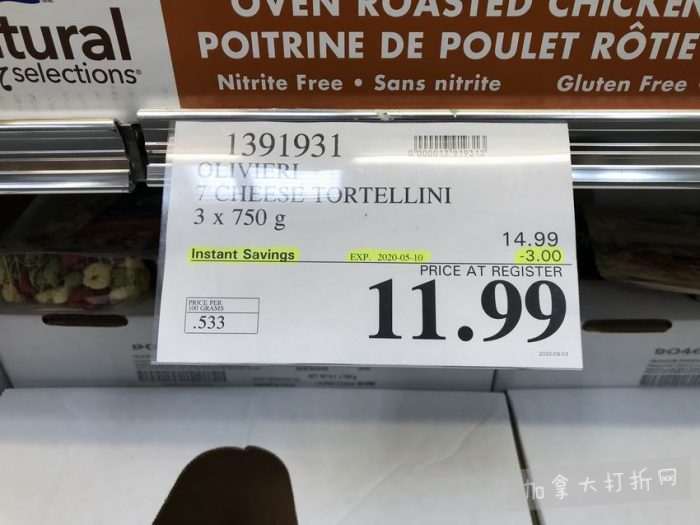 OVEN ROASTED CHICKEN
POITRINE DE POULET RÔTIE
Nitrite Free • Sans nitrite Gluten Free
tural
selections
1391931
OLIVIERI
7 CHEESE TORTELLINI
3 x 750 g
14.99
Instant Savings EXP. 2020-05-10 -3.00
PRICE AT REGISTER
11.99
PRICE PER
100 GRAMS
.533
加拿大打折网